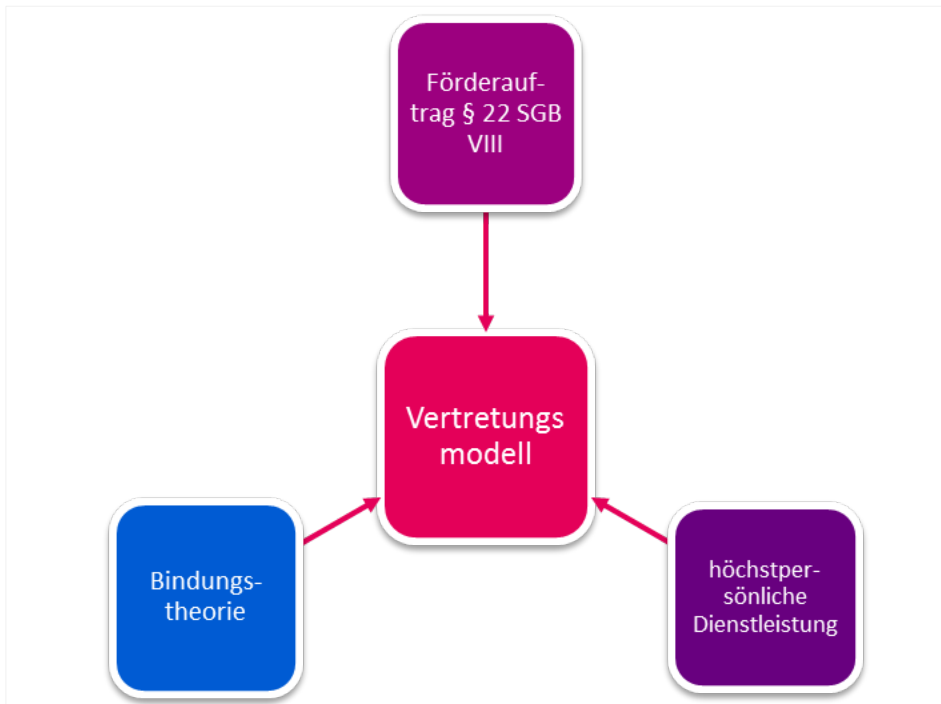 Förderauf-
trag § 22 SGB
VIII
Vertretungs
modell
Bindungs-
theorie
höchstper-
sönliche
Dienstleistung